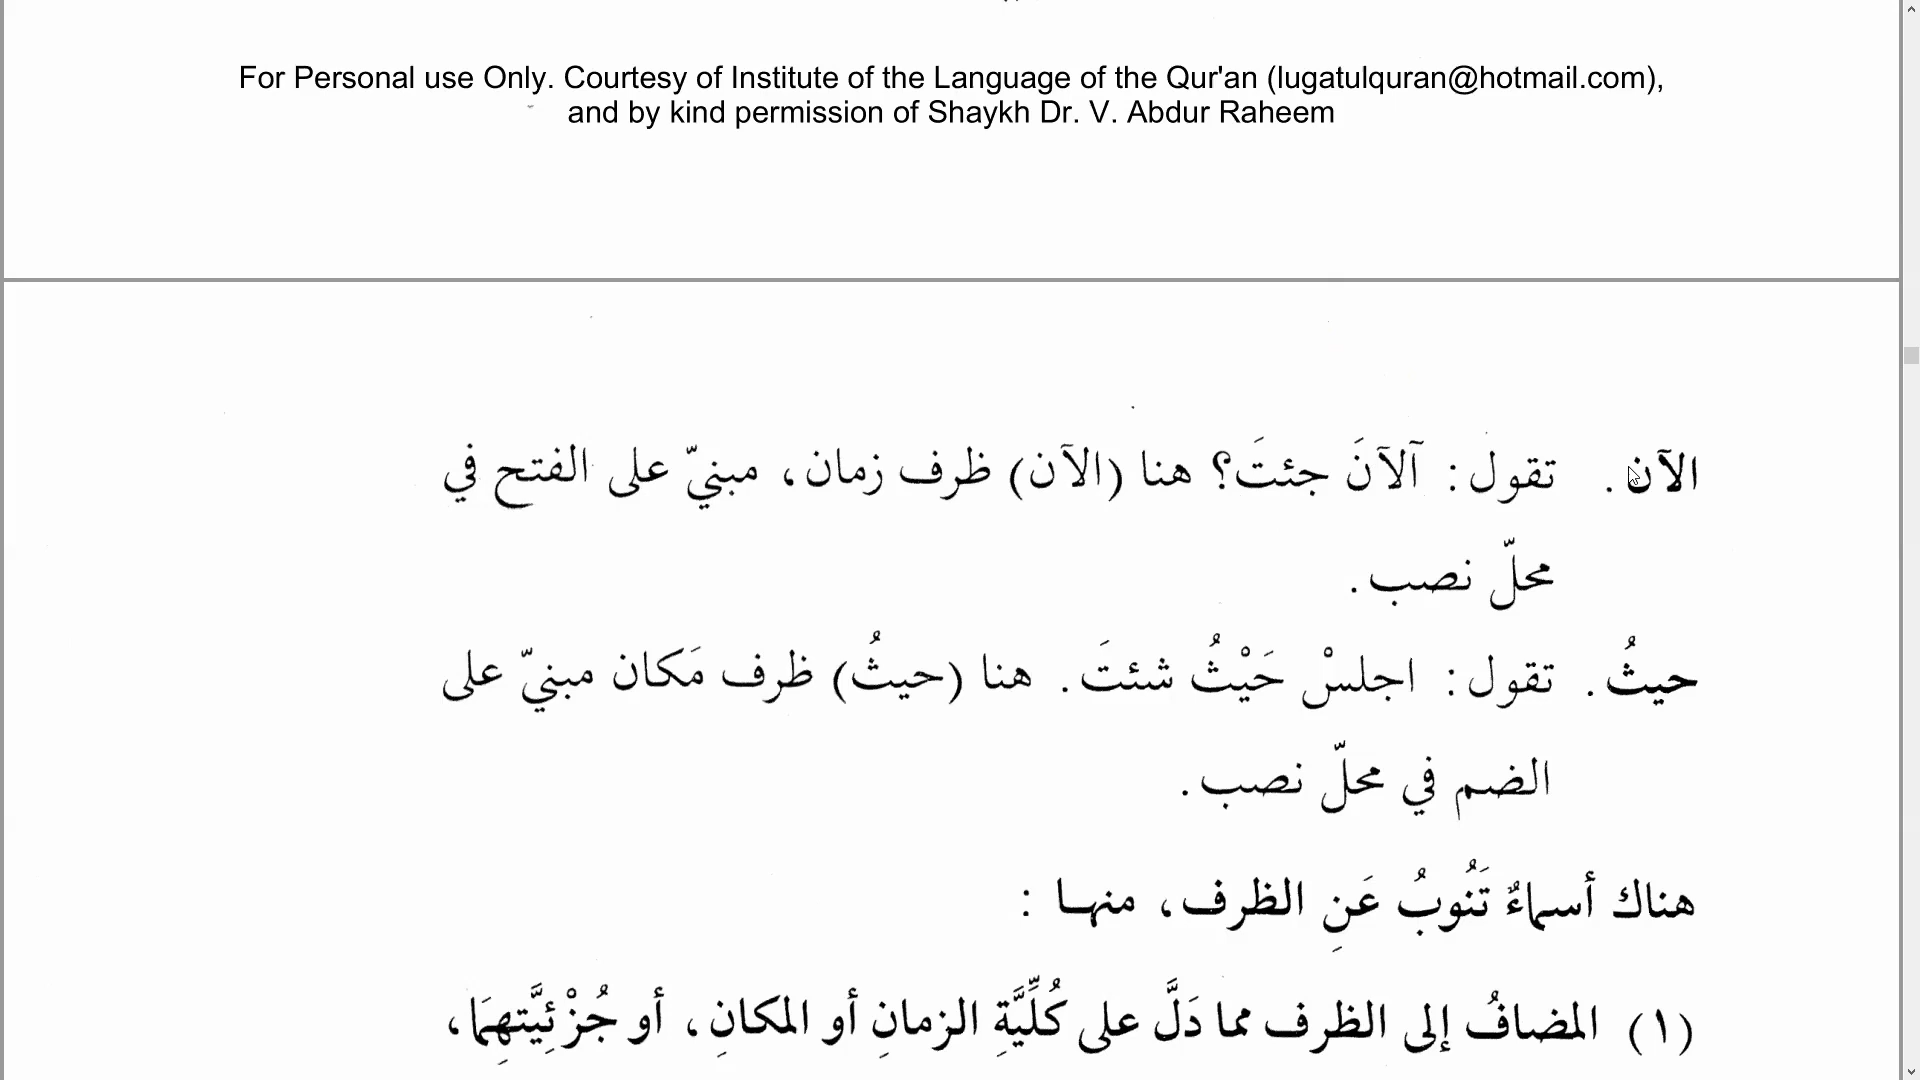 For Personal use Only. Courtesy of Institute of the Language of the Qur'an (lugatulquran@hotmail.com),
and by kind permission of Shaykh Dr. V. Abdur Raheem
الآن. تقول: آلآنَ جئتَ؟ هنا (الآن) ظرف زمان، مبنيّ على الفتح في
محلّ نصب.
حيثُ. تقول: اجلسْ حَيْثُ شئتَ. هنا (حيثُ) ظرف مَكان مبنيّ على
الضم في محلّ نصب.
هناك أسماءٌ تَنُوبُ عَنِ الظرف، منهـا :
(١) المضافُ إلى الظرف مما دَلَّ على كُلِّيَّةِ الزمانِ أو المكانِ، أو جُزْئِيَّتِهِمَا،